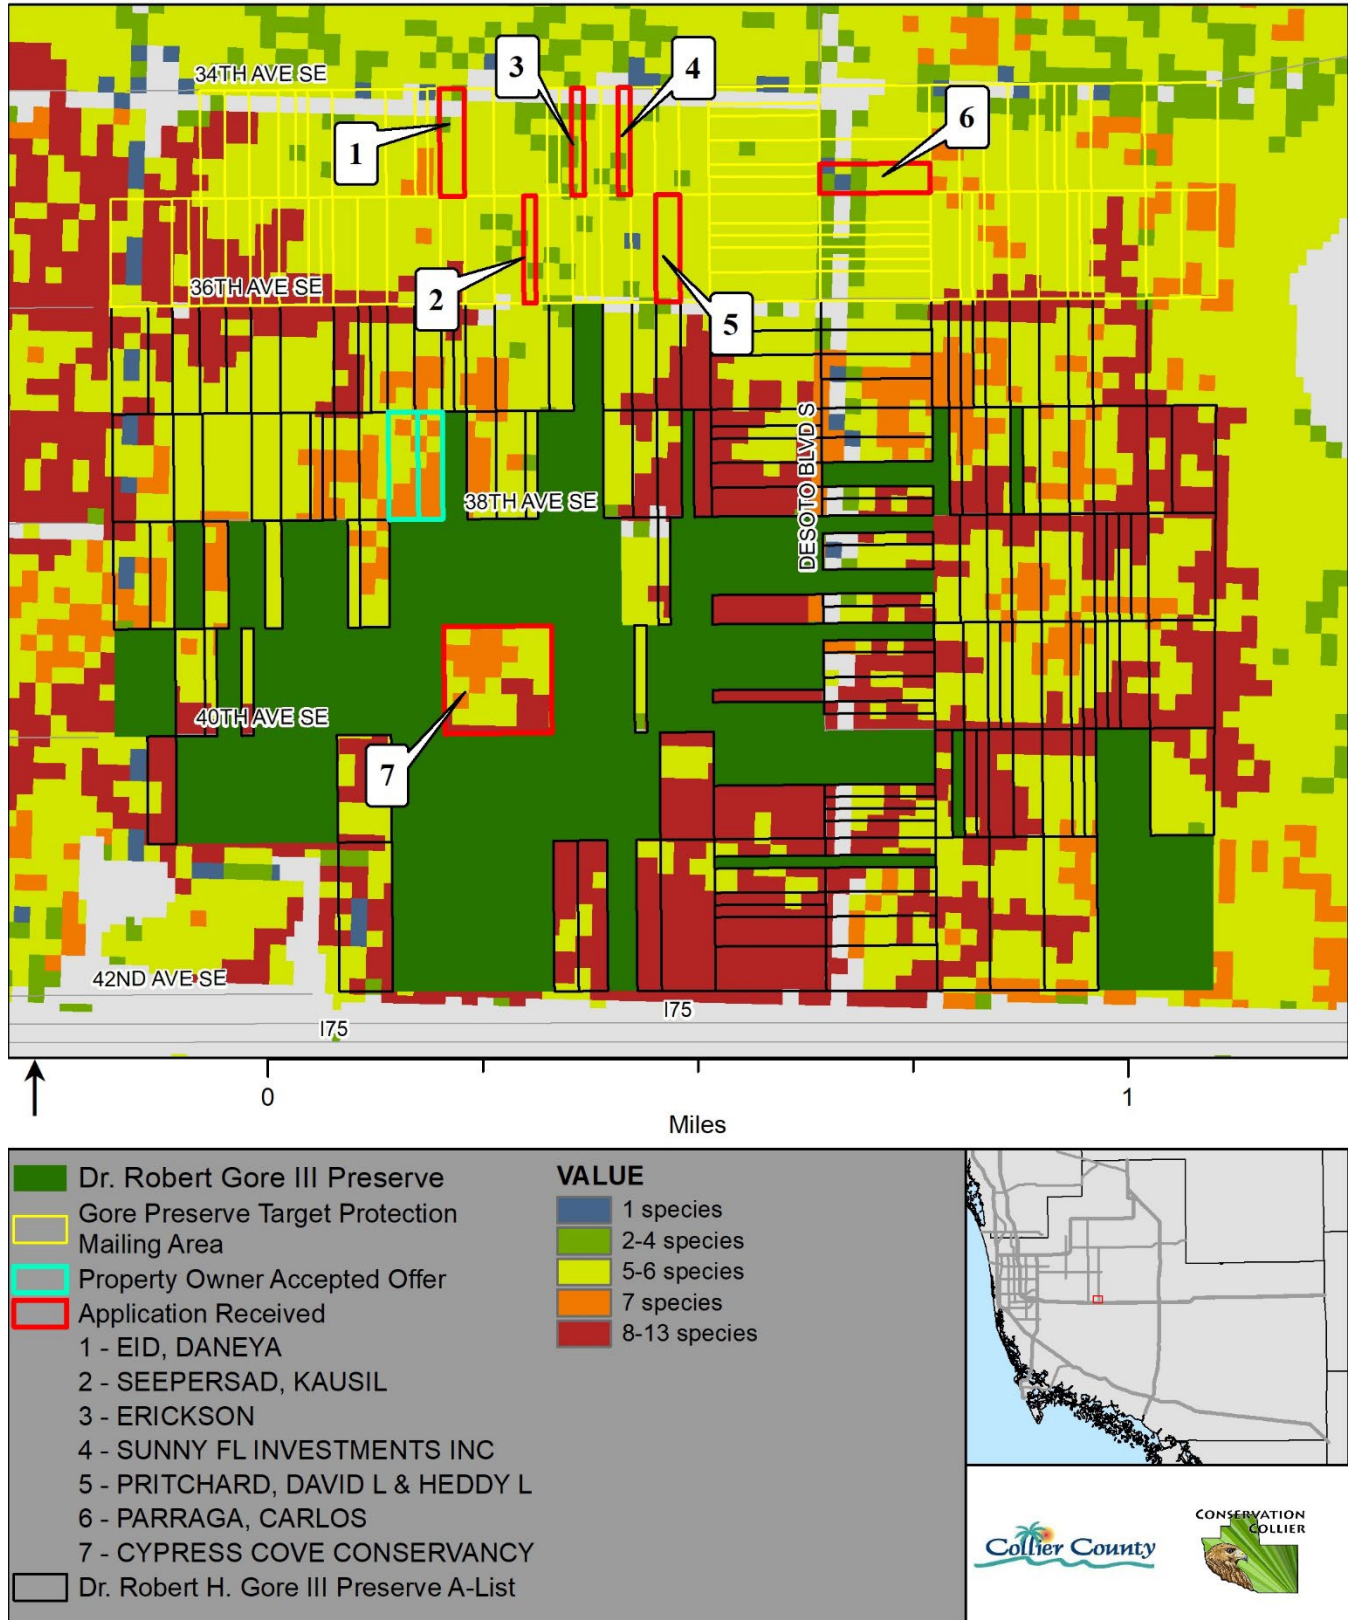 34TH AVE SE
3
4
1
6
36TH AVE SE
2
5
DESOTO BLVD S
38TH AVE SE
40TH AVE SE
7
42ND AVE SE
I75
I75
0
1
Miles
Dr. Robert Gore III Preserve
Gore Preserve Target Protection
Mailing Area
Property Owner Accepted Offer
Application Received
1 - EID, DANEYA
2 - SEEPERSAD, KAUSIL
3 - ERICKSON
4 - SUNNY FL INVESTMENTS INC
5 - PRITCHARD, DAVID L & HEDDY L
6 - PARRAGA, CARLOS
7 - CYPRESS COVE CONSERVANCY
Dr. Robert H. Gore III Preserve A-List
VALUE
1 species
2-4 species
5-6 species
7 species
8-13 species
Collier County
CONSERVATION
COLLIER